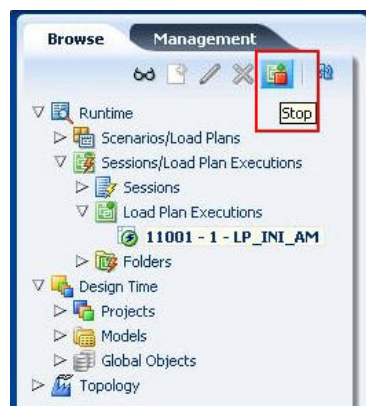 Browse Management
Stop
Runtime
Scenarios/Load Plans
Sessions/Load Plan Executions
Sessions
Load Plan Executions
11001 - 1 - LP_INI_AM
Folders
Design Time
Projects
Models
Global Objects
Topology